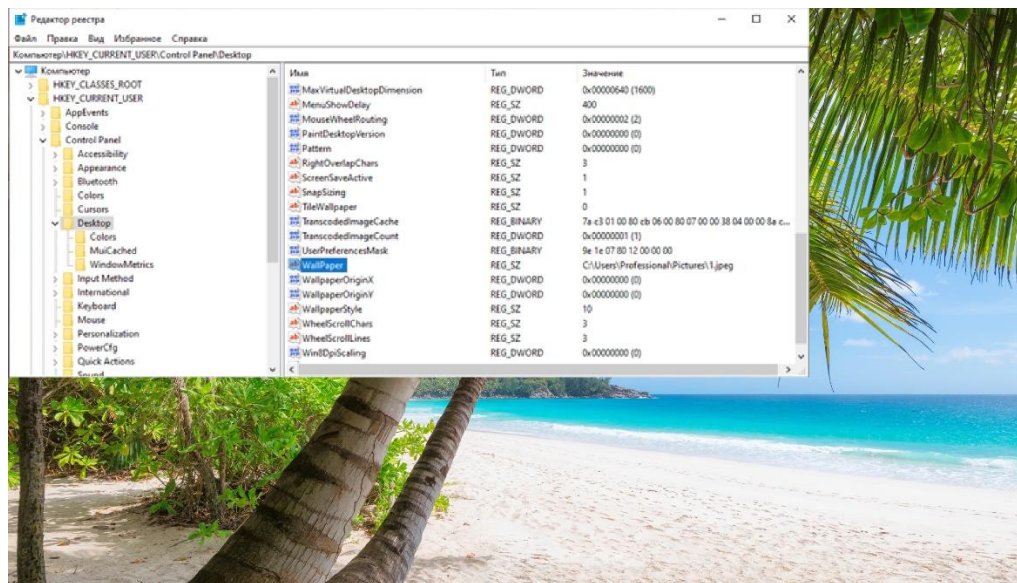 Редактор реестра
Файл Правка Вид Избранное Справка
Компьютер\HKEY_CURRENT_USER\Control Panel\Desktop
Компьютер
HKEY_CLASSES_ROOT
HKEY_CURRENT_USER
AppEvents
Console
Control Panel
Accessibility
Appearance
Bluetooth
Colors
Cursors
Desktop
Colors
MuiCached
WindowMetrics
Input Method
International
Keyboard
Mouse
Personalization
PowerCfg
Quick Actions
Sound
Имя Тип Значение
MaxVirtualDesktopDimension REG_DWORD 0x00000640 (1600)
MenuShowDelay REG_SZ 400
MouseWheelRouting REG_DWORD 0x00000002 (2)
PaintDesktopVersion REG_DWORD 0x00000000 (0)
Pattern REG_DWORD 0x00000000 (0)
RightOverlapChars REG_SZ 3
ScreenSaveActive REG_SZ 1
SnapSizing REG_SZ 1
TileWallpaper REG_SZ 0
TranscodedImageCache REG_BINARY 7a c3 01 00 80 cb 06 00 80 07 00 00 38 04 00 00 8a c...
TranscodedImageCount REG_DWORD 0x00000001 (1)
UserPreferencesMask REG_BINARY 9e 1e 07 80 12 00 00 00
WallPaper REG_SZ C:\Users\Professional\Pictures\1.jpeg
WallpaperOriginX REG_DWORD 0x00000000 (0)
WallpaperOriginY REG_DWORD 0x00000000 (0)
WallpaperStyle REG_SZ 10
WheelScrollChars REG_SZ 3
WheelScrollLines REG_SZ 3
Win8DpiScaling REG_DWORD 0x00000000 (0)